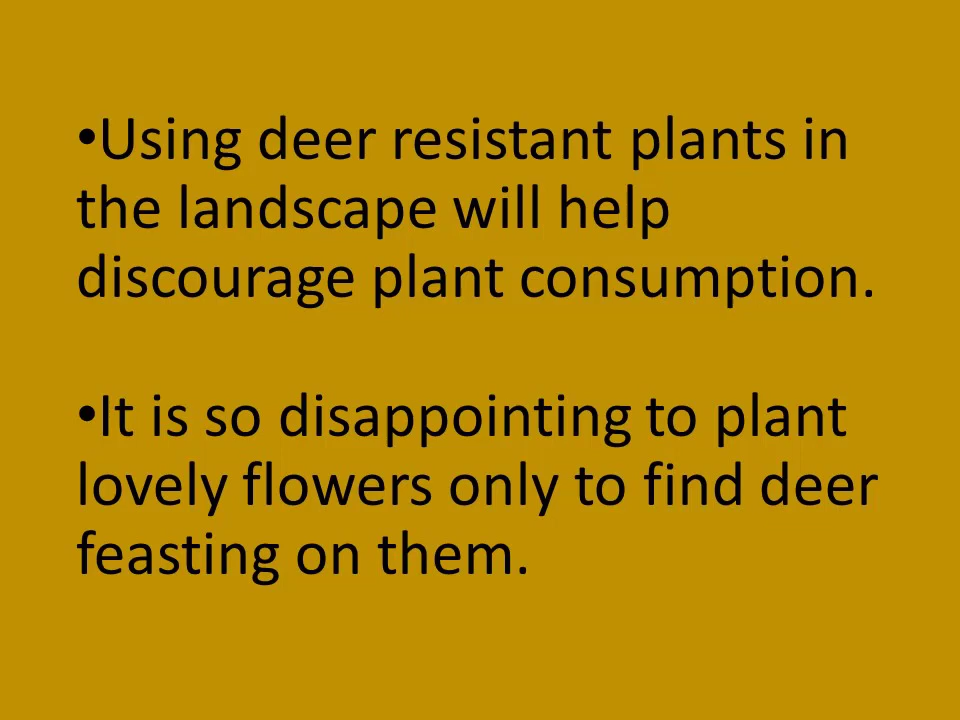 •Using deer resistant plants in
the landscape will help
discourage plant consumption.
•It is so disappointing to plant
lovely flowers only to find deer
feasting on them.